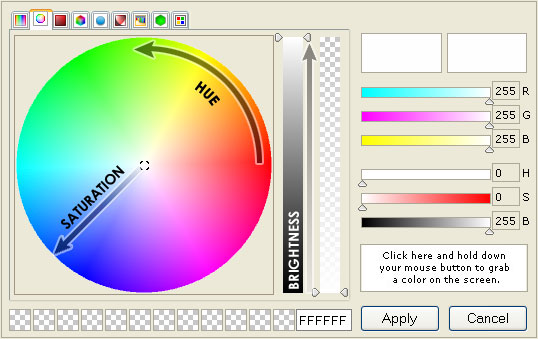 HUE
SATURATION
BRIGHTNESS
255 R
255 G
255 B
0 H
0 S
255 B
Click here and hold down
your mouse button to grab
a color on the screen.
FFFFFF
Apply
Cancel